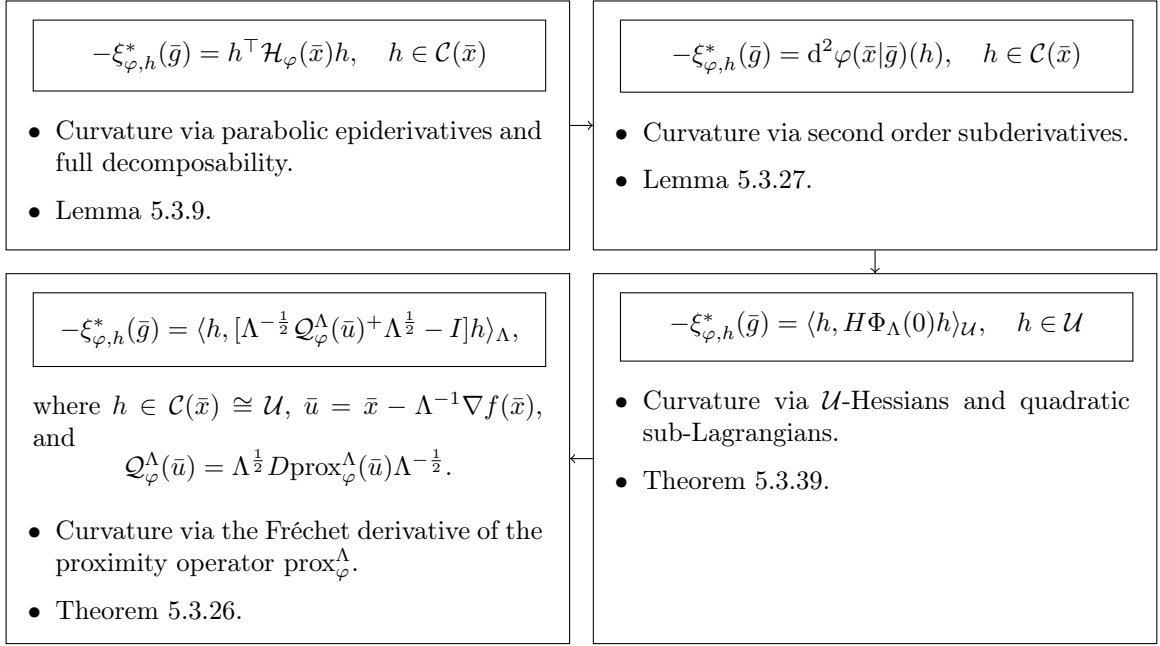 −ξ*_{φ,h}(ḡ) = h^⊤ℋ_φ(x̄)h, h ∈ 𝒞(x̄)
• Curvature via parabolic epiderivatives and
full decomposability.
• Lemma 5.3.9.
−ξ*_{φ,h}(ḡ) = d²φ(x̄|ḡ)(h), h ∈ 𝒞(x̄)
• Curvature via second order subderivatives.
• Lemma 5.3.27.
−ξ*_{φ,h}(ḡ) = ⟨h, HΦ_Λ(0)h⟩_𝒰, h ∈ 𝒰
• Curvature via 𝒰-Hessians and quadratic
sub-Lagrangians.
• Theorem 5.3.39.
−ξ*_{φ,h}(ḡ) = ⟨h, [Λ^{−1/2}𝒬^Λ_φ(ū)^+Λ^{1/2} − I]h⟩_Λ,
where h ∈ 𝒞(x̄) ≅ 𝒰, ū = x̄ − Λ^{−1}∇f(x̄),
and
𝒬^Λ_φ(ū) = Λ^{1/2}Dprox^Λ_φ(ū)Λ^{−1/2}.
• Curvature via the Fréchet derivative of the
proximity operator prox^Λ_φ.
• Theorem 5.3.26.